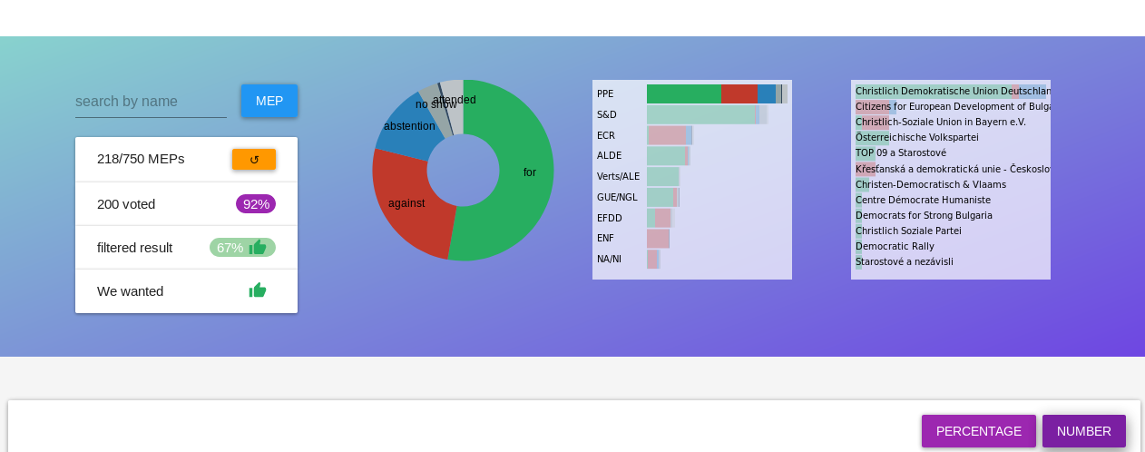 search by name
MEP
218/750 MEPs
↺
200 voted
92%
filtered result
67%
We wanted
attended
no show
abstention
for
against
PPE
S&D
ECR
ALDE
Verts/ALE
GUE/NGL
EFDD
ENF
NA/NI
Christlich Demokratische Union Deutschlan
Citizens for European Development of Bulga
Christlich-Soziale Union in Bayern e.V.
Österreichische Volkspartei
TOP 09 a Starostové
Křesťanská a demokratická unie - Českoslov
Christen-Democratisch & Vlaams
Centre Démocrate Humaniste
Democrats for Strong Bulgaria
Christlich Soziale Partei
Democratic Rally
Starostové a nezávisli
PERCENTAGE
NUMBER